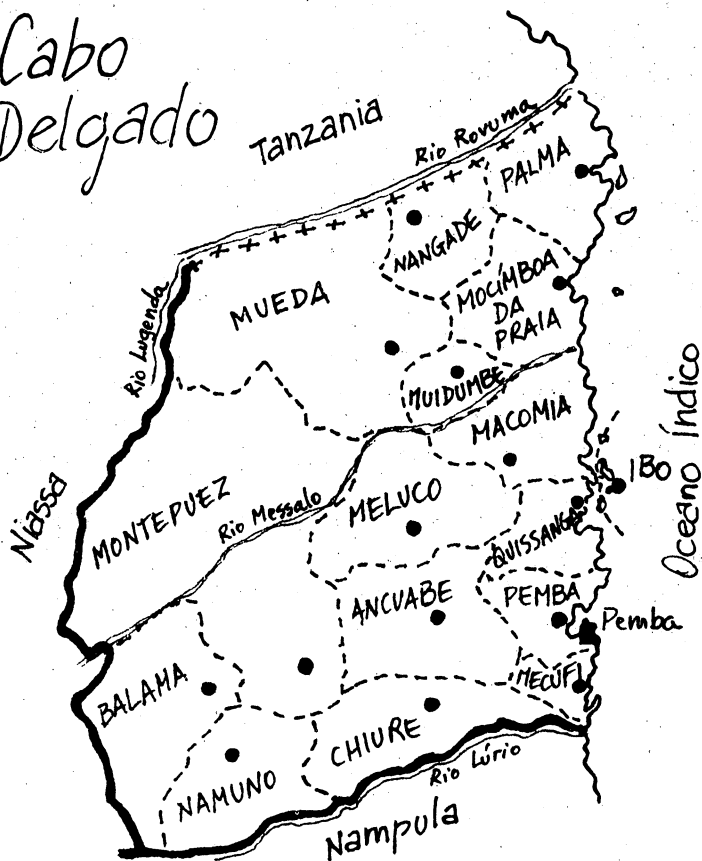 Cabo
Delgado
Tanzania
Rio Rovuma
PALMA
NANGADE
MUEDA
MOCÍMBOA
DA
PRAIA
Rio Lugenda
MUIDUMBE
MACOMIA
Oceano Índico
IBO
MELUCO
Niassa
MONTEPUEZ
Rio Messalo
QUISSANGA
ANCUABE
PEMBA
Pemba
MECÚFI
BALAMA
CHIURE
Rio Lúrio
NAMUNO
Nampula